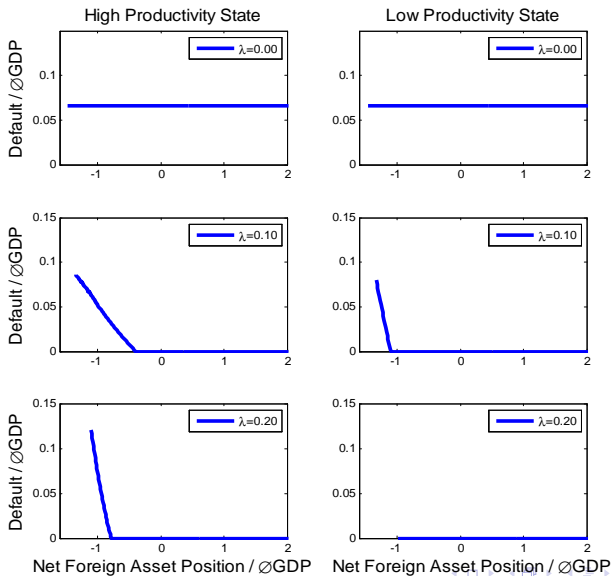 High Productivity State
Low Productivity State
Default / ∅GDP
0.1
0.05
0
-1 0 1 2
λ=0.00
0.1
0.05
0
-1 0 1 2
λ=0.00
Default / ∅GDP
0.15
0.1
0.05
0
-1 0 1 2
λ=0.10
0.15
0.1
0.05
0
-1 0 1 2
λ=0.10
Default / ∅GDP
0.15
0.1
0.05
0
-1 0 1 2
λ=0.20
0.15
0.1
0.05
0
-1 0 1 2
λ=0.20
Net Foreign Asset Position / ∅GDP
Net Foreign Asset Position / ∅GDP